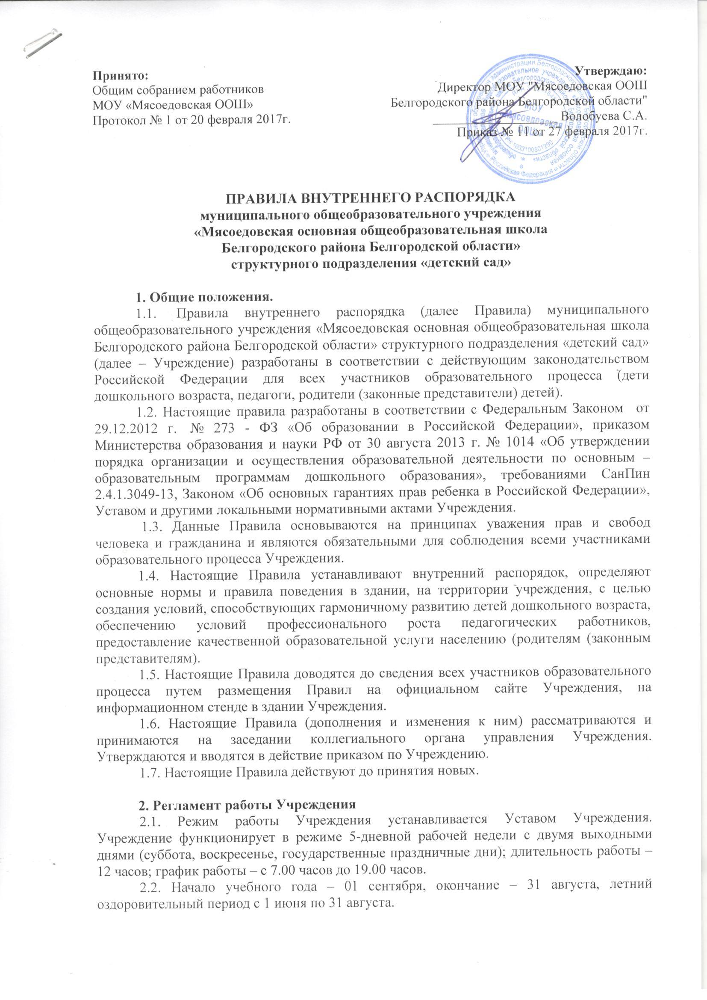 Принято:
Общим собранием работников
МОУ «Мясоедовская ООШ»
Протокол № 1 от 20 февраля 2017г.
Утверждаю:
Директор МОУ "Мясоедовская ООШ
Белгородского района Белгородской области"
Волобуева С.А.
Приказ № 11 от 27 февраля 2017г.
МОУ
«Мясоедовская
ООШ»
1033100501290
Российская Федерация
ПРАВИЛА ВНУТРЕННЕГО РАСПОРЯДКА
муниципального общеобразовательного учреждения
«Мясоедовская основная общеобразовательная школа
Белгородского района Белгородской области»
структурного подразделения «детский сад»
1. Общие положения.
1.1. Правила внутреннего распорядка (далее Правила) муниципального
общеобразовательного учреждения «Мясоедовская основная общеобразовательная школа
Белгородского района Белгородской области» структурного подразделения «детский сад»
(далее – Учреждение) разработаны в соответствии с действующим законодательством
Российской Федерации для всех участников образовательного процесса (дети
дошкольного возраста, педагоги, родители (законные представители) детей).
1.2. Настоящие правила разработаны в соответствии с Федеральным Законом от
29.12.2012 г. № 273 - ФЗ «Об образовании в Российской Федерации», приказом
Министерства образования и науки РФ от 30 августа 2013 г. № 1014 «Об утверждении
порядка организации и осуществления образовательной деятельности по основным –
образовательным программам дошкольного образования», требованиями СанПин
2.4.1.3049-13, Законом «Об основных гарантиях прав ребенка в Российской Федерации»,
Уставом и другими локальными нормативными актами Учреждения.
1.3. Данные Правила основываются на принципах уважения прав и свобод
человека и гражданина и являются обязательными для соблюдения всеми участниками
образовательного процесса Учреждения.
1.4. Настоящие Правила устанавливают внутренний распорядок, определяют
основные нормы и правила поведения в здании, на территории учреждения, с целью
создания условий, способствующих гармоничному развитию детей дошкольного возраста,
обеспечению условий профессионального роста педагогических работников,
предоставление качественной образовательной услуги населению (родителям (законным
представителям).
1.5. Настоящие Правила доводятся до сведения всех участников образовательного
процесса путем размещения Правил на официальном сайте Учреждения, на
информационном стенде в здании Учреждения.
1.6. Настоящие Правила (дополнения и изменения к ним) рассматриваются и
принимаются на заседании коллегиального органа управления Учреждения.
Утверждаются и вводятся в действие приказом по Учреждению.
1.7. Настоящие Правила действуют до принятия новых.
2. Регламент работы Учреждения
2.1. Режим работы Учреждения устанавливается Уставом Учреждения.
Учреждение функционирует в режиме 5-дневной рабочей недели с двумя выходными
днями (суббота, воскресенье, государственные праздничные дни); длительность работы –
12 часов; график работы – с 7.00 часов до 19.00 часов.
2.2. Начало учебного года – 01 сентября, окончание – 31 августа, летний
оздоровительный период с 1 июня по 31 августа.